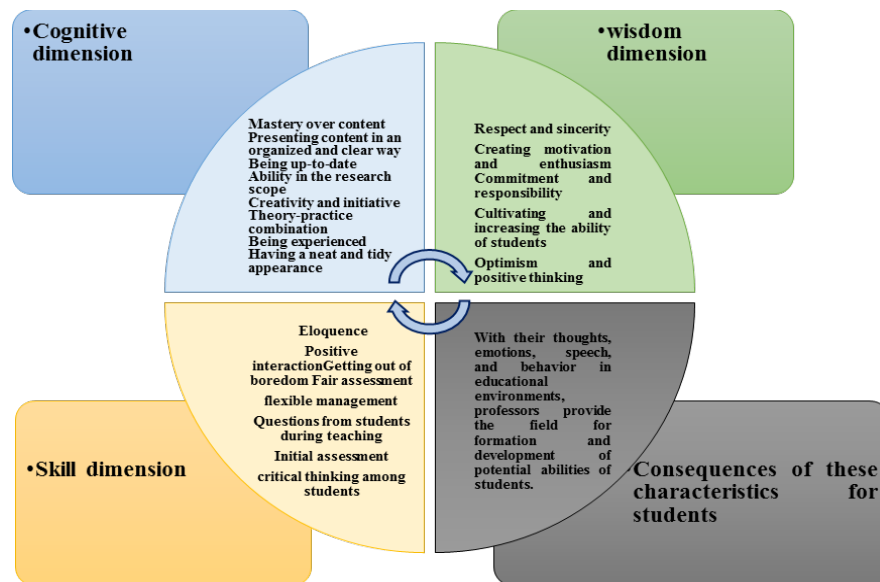 •Cognitive
dimension
•wisdom
dimension
Mastery over content
Presenting content in an
organized and clear way
Being up-to-date
Ability in the research
scope
Creativity and initiative
Theory-practice
combination
Being experienced
Having a neat and tidy
appearance
Respect and sincerity
Creating motivation
and enthusiasm
Commitment and
responsibility
Cultivating and
increasing the ability
of students
Optimism and
positive thinking
Eloquence
Positive
interactionGetting out of
boredom Fair assessment
flexible management
Questions from students
during teaching
Initial assessment
critical thinking among
students
With their thoughts,
emotions, speech,
and behavior in
educational
environments,
professors provide
the field for
formation and
development of
potential abilities of
students.
•Skill dimension
•Consequences of these
characteristics for
students